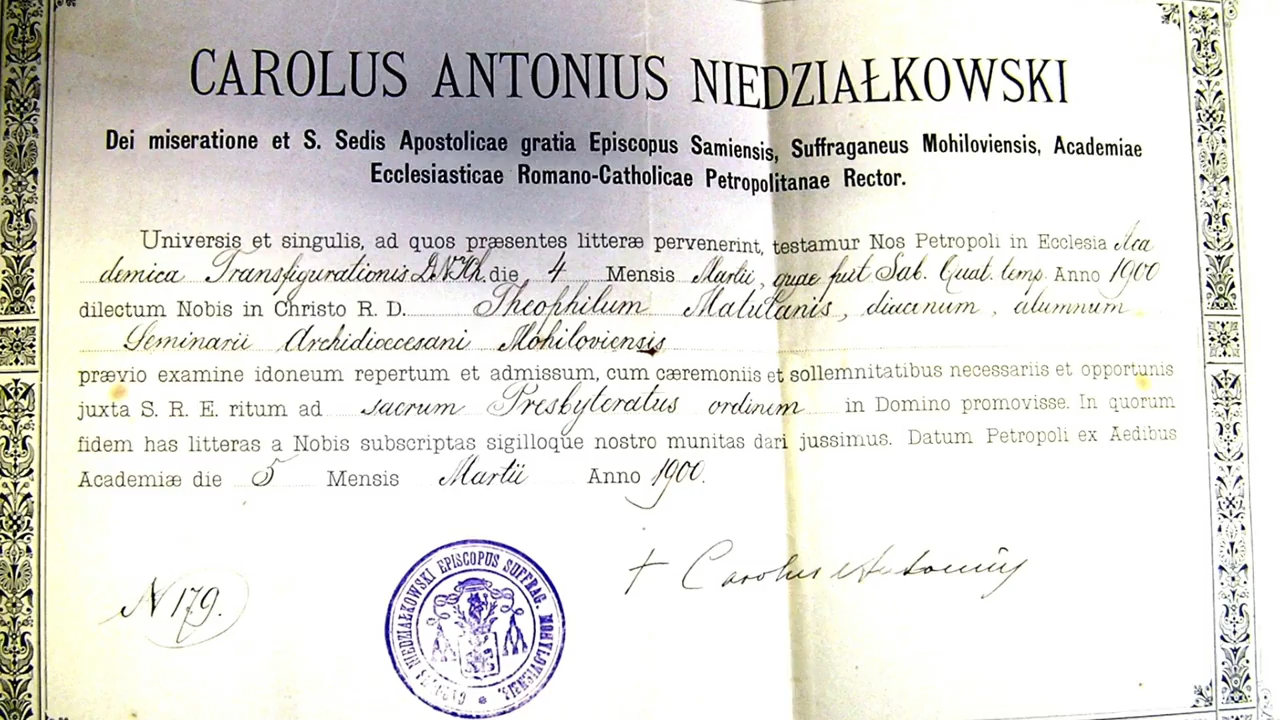 CAROLUS ANTONIUS NIEDZIAŁKOWSKI
Dei miseratione et S. Sedis Apostolicae gratia Episcopus Samiensis, Suffraganeus Mohiloviensis, Academiae
Ecclesiasticae Romano-Catholicae Petropolitanae Rector.
Universis et singulis, ad quos præsentes litteræ pervenerint, testamur Nos Petropoli in Ecclesia Aca
demica Transfigurationis die 4 Mensis Martii, quae fuit Sab. Quat. temp. Anno 1900
dilectum Nobis in Christo R. D. Theophilum Matulanis, diaconum, alumnum
Seminarii Archidioecesani Mohiloviensis
prævio examine idoneum repertum et admissum, cum cæremoniis et sollemnitatibus necessariis et opportunis
juxta S. R. E. ritum ad sacrum Presbyteratus ordinem in Domino promovisse. In quorum
fidem has litteras a Nobis subscriptas sigilloque nostro munitas dari jussimus. Datum Petropoli ex Aedibus
Academiæ die 5 Mensis Martii Anno 1900.
† Carolus Antonius
N 179.
NIEDZIAŁKOWSKI EPISCOPUS SUFFRAG. MOHYLOVIENSIS